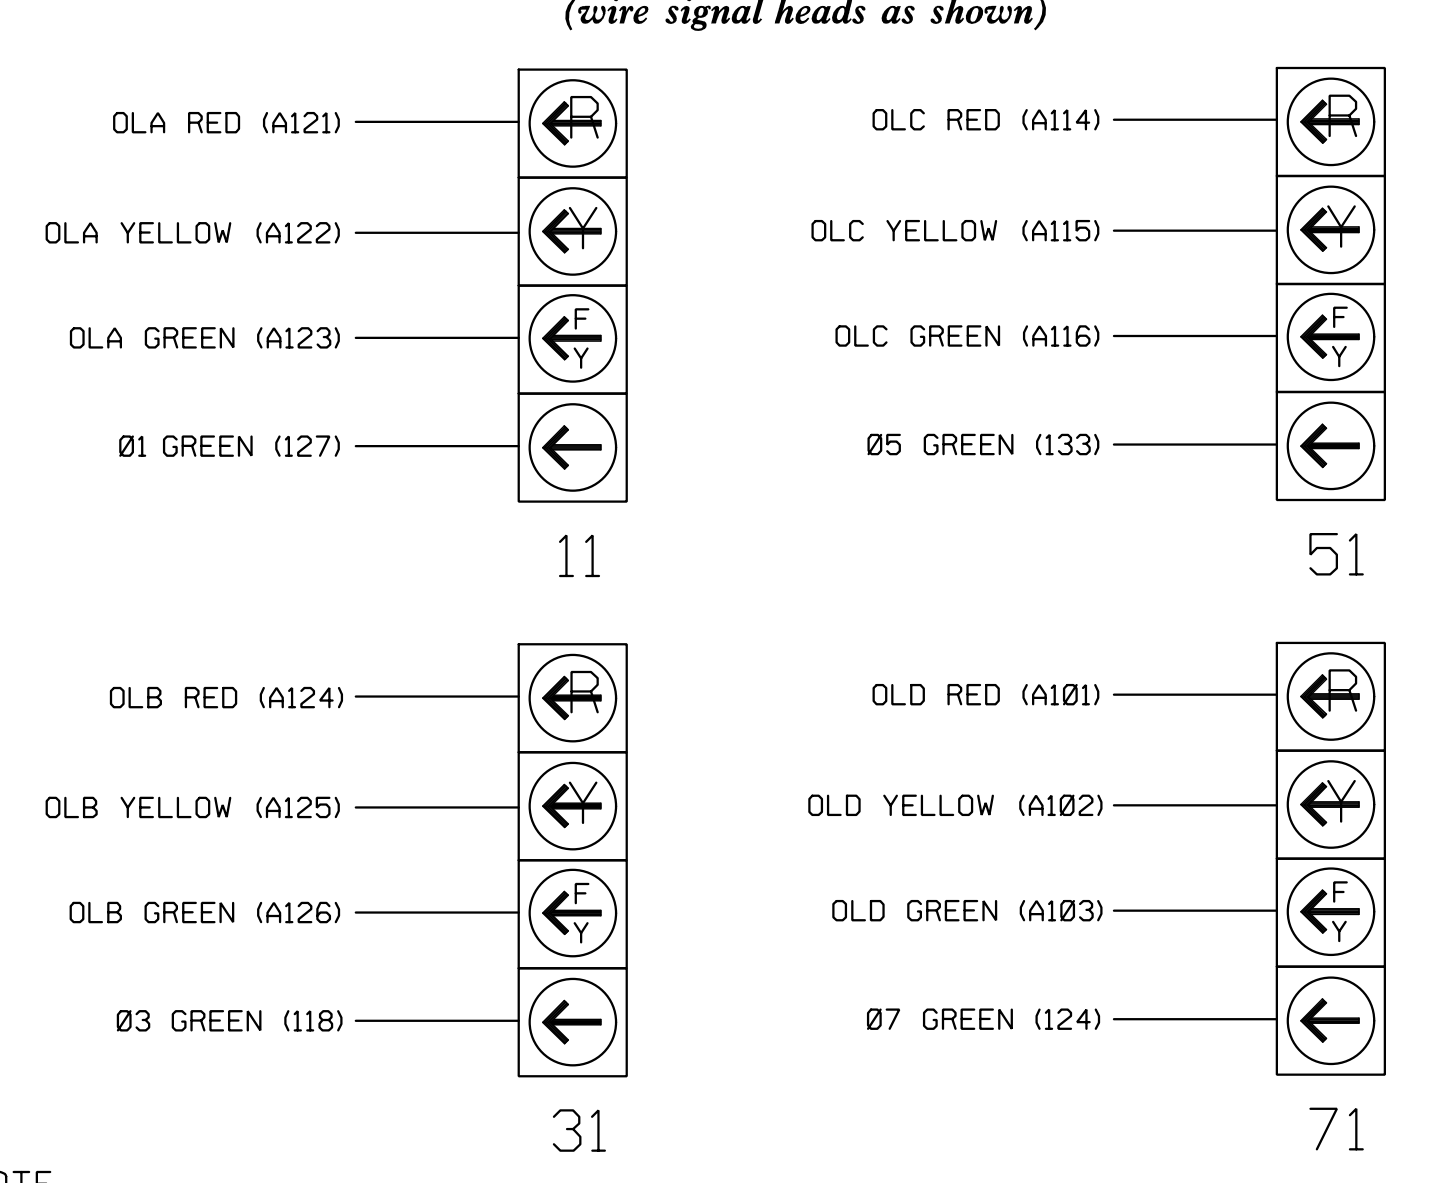 (wire signal heads as shown)
OLA RED (A121)
R
OLA YELLOW (A122)
Y
OLA GREEN (A123)
F
Y
Ø1 GREEN (127)
11
OLC RED (A114)
R
OLC YELLOW (A115)
Y
OLC GREEN (A116)
F
Y
Ø5 GREEN (133)
51
OLB RED (A124)
R
OLB YELLOW (A125)
Y
OLB GREEN (A126)
F
Y
Ø3 GREEN (118)
31
OLD RED (A1Ø1)
R
OLD YELLOW (A1Ø2)
Y
OLD GREEN (A1Ø3)
F
Y
Ø7 GREEN (124)
71